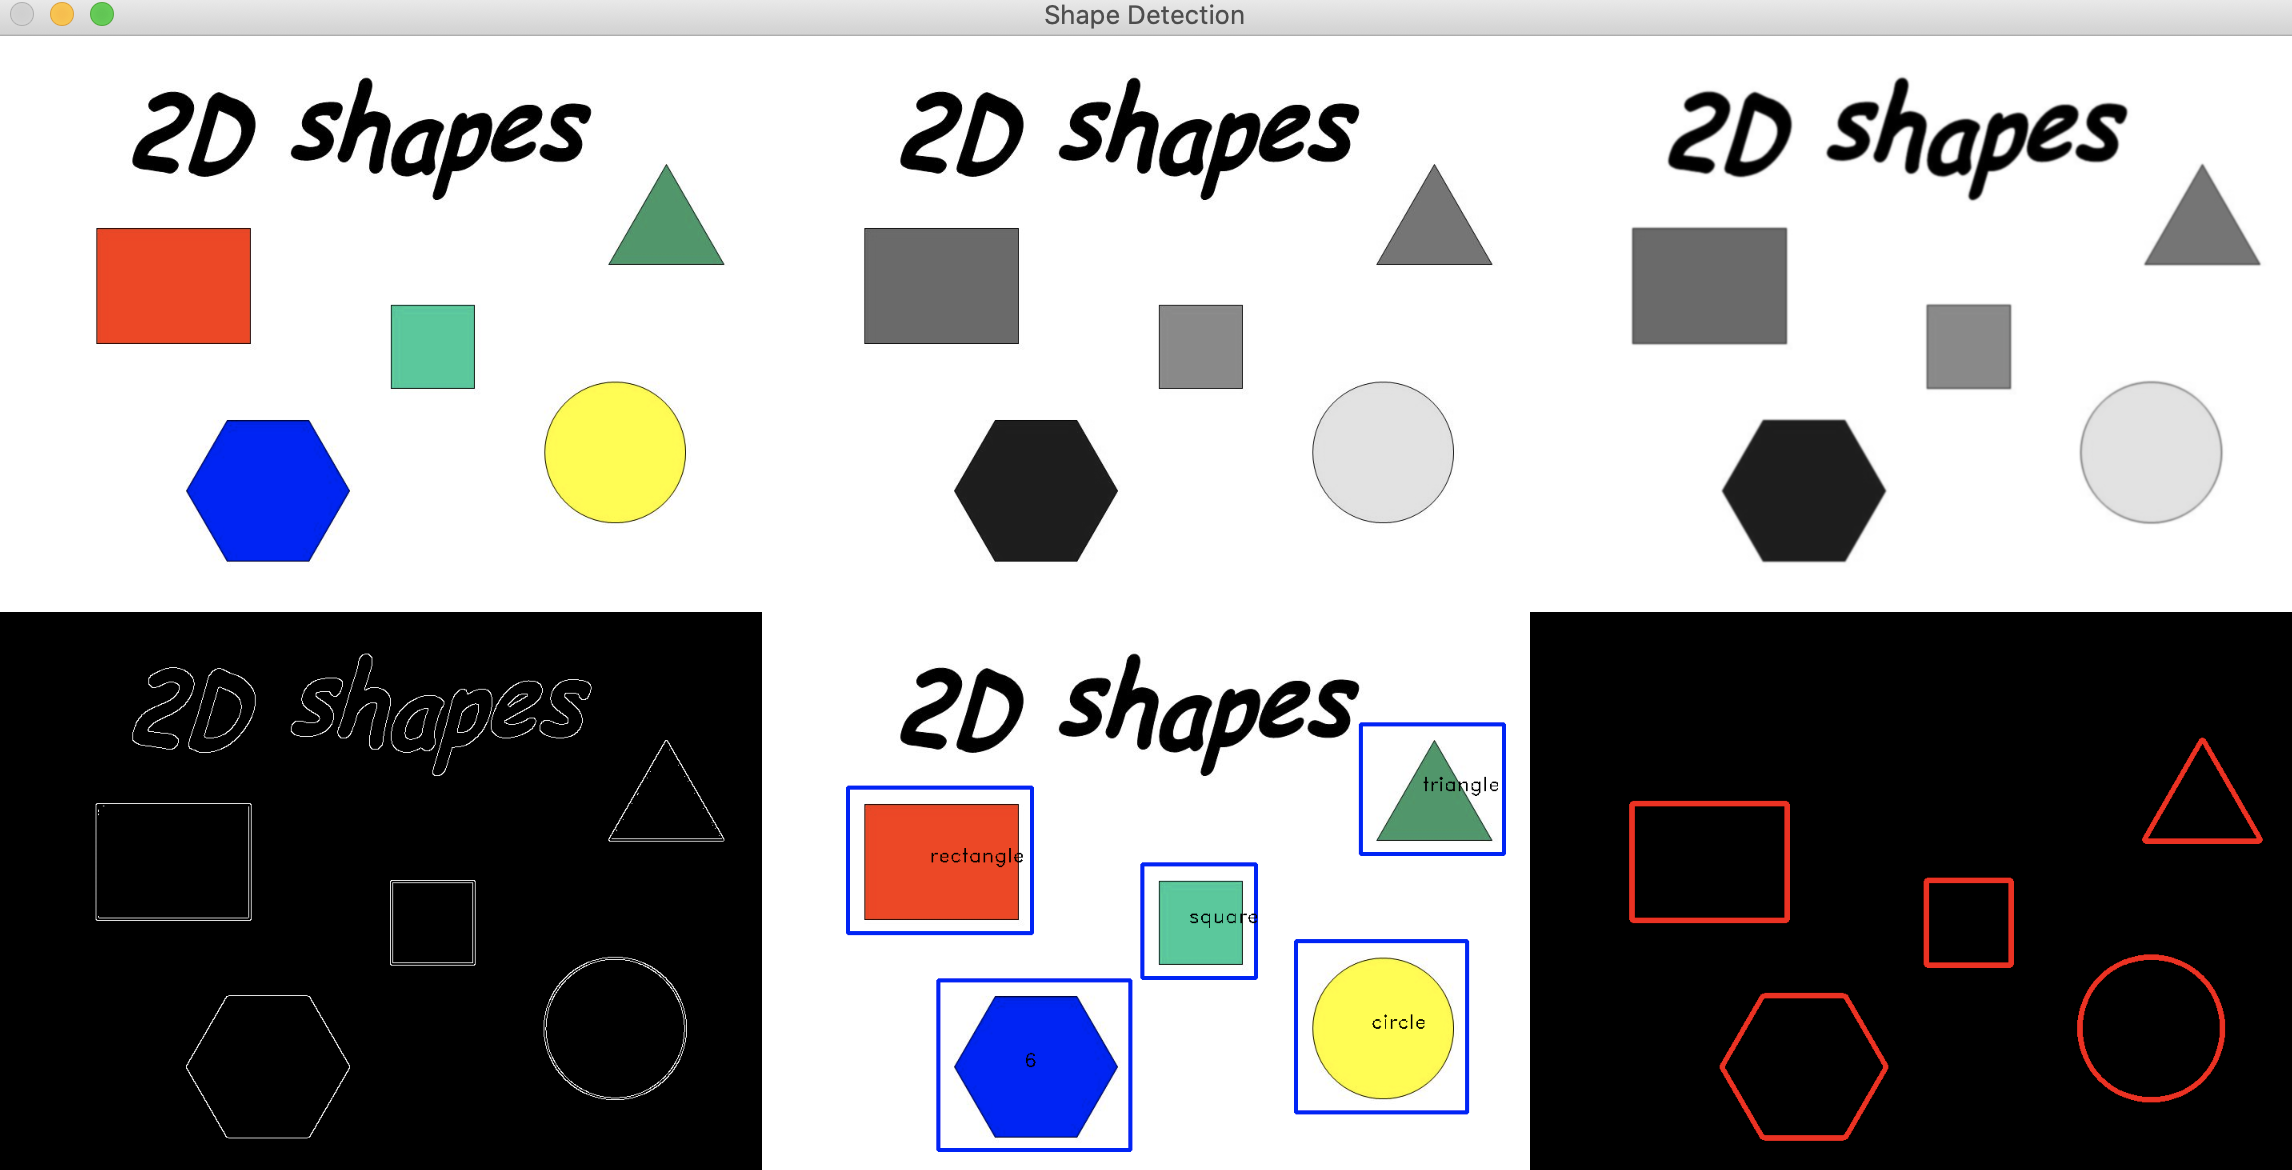 Shape Detection
2D shapes
2D shapes
2D shapes
2D shapes
2D shapes
triangle
rectangle
square
circle
6